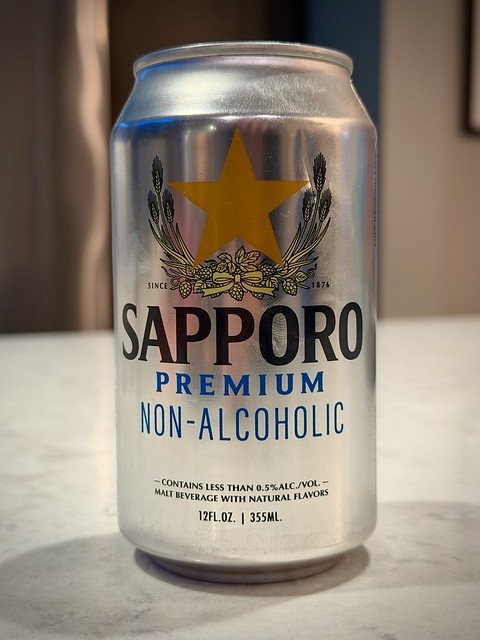 SINCE 1876
SAPPORO
PREMIUM
NON-ALCOHOLIC
— CONTAINS LESS THAN 0.5%ALC./VOL. —
MALT BEVERAGE WITH NATURAL FLAVORS
12FL.OZ. | 355ML.